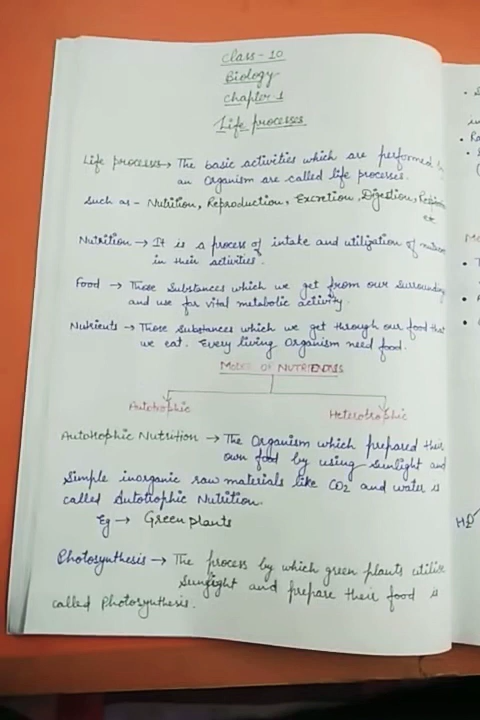 Class - 10
Biology
Chapter 1
Life processes
Life processes → The basic activities which are performed by
an Organism are called life processes.
Such as - Nutrition, Reproduction, Excretion, Digestion,
etc
Nutrition → It is a process of intake and utilization of
in their activities.
Food → Those Substances which we get from our surrounding
and use for vital metabolic activity.
Nutrients → Those Substances which we get through our food that
we eat. Every living Organism need food.
MODES OF
Autotrophic
Heterotrophic
Autotrophic Nutrition → The Organism which prepared their
own food by using Sunlight and
Simple inorganic raw materials like CO2 and water is
called Autotrophic Nutrition.
Eg → Green plants
Photosynthesis → The process by which green plants utilise
Sunlight and prepare their food is
called Photosynthesis.